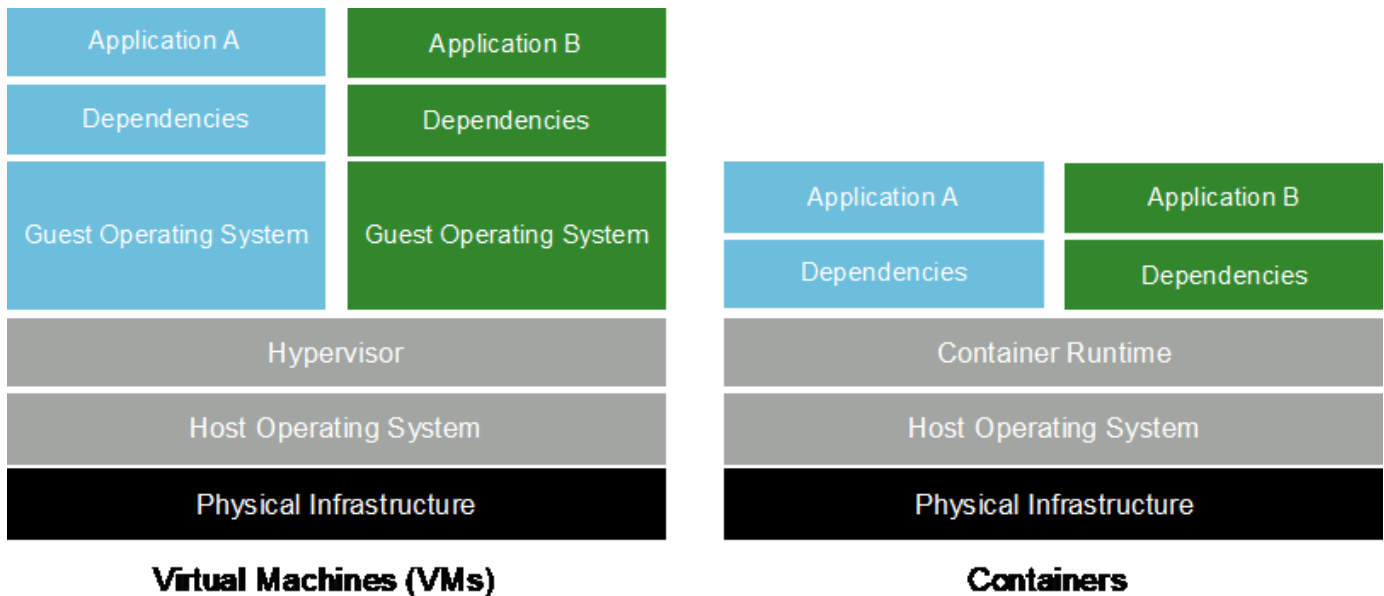 Application A
Application B
Dependencies
Dependencies
Guest Operating System
Guest Operating System
Hypervisor
Host Operating System
Physical Infrastructure
Virtual Machines (VMs)
Application A
Application B
Dependencies
Dependencies
Container Runtime
Host Operating System
Physical Infrastructure
Containers